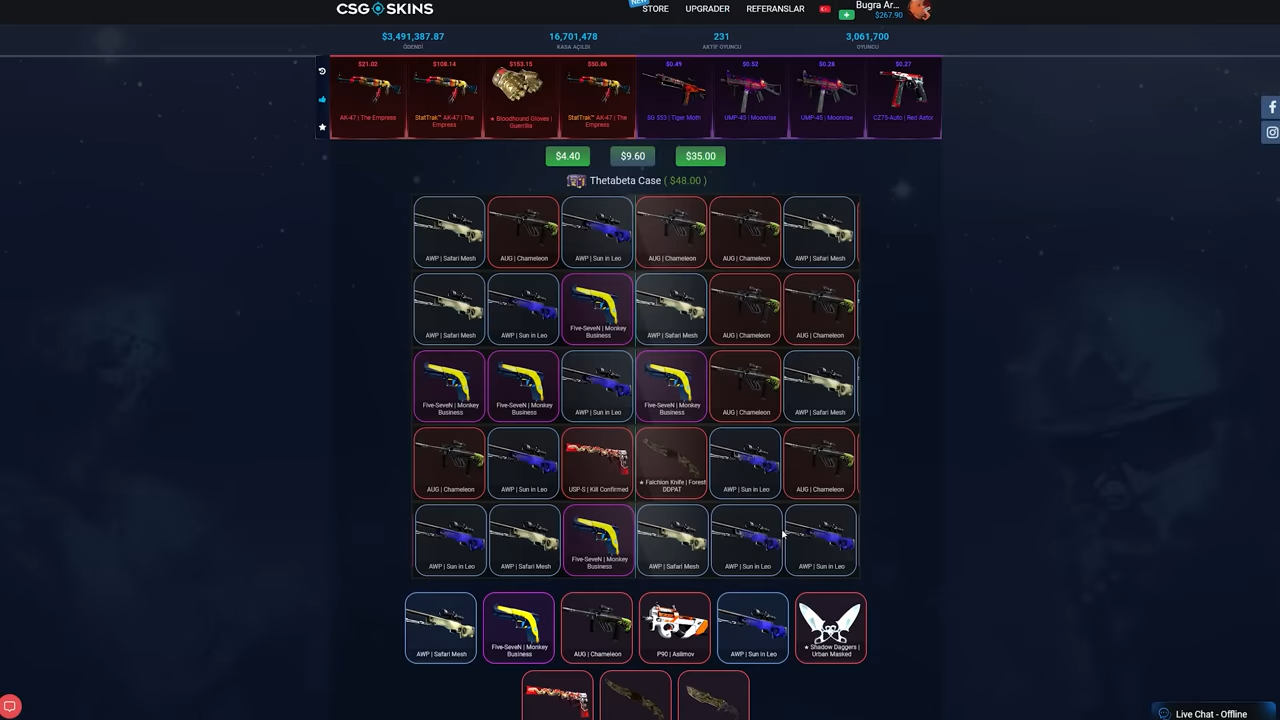 CSG SKINS
NEW
STORE
UPGRADER
REFERANSLAR
Bugra Ar...
$267.90
$3,491,387.87
16,701,478
231
3,061,700
ÖDENDİ
KASA AÇILDI
AKTİF OYUNCU
OYUNCU
$21.02
$108.14
$153.15
$50.86
$0.49
$0.52
$0.28
$0.27
AK-47 | The Empress
StatTrak™ AK-47 | The
Empress
★ Bloodhound Gloves |
Guerrilla
StatTrak™ AK-47 | The
Empress
SG 553 | Tiger Moth
UMP-45 | Moonrise
UMP-45 | Moonrise
CZ75-Auto | Red Astor
$4.40
$9.60
$35.00
Thetabeta Case ( $48.00 )
AWP | Safari Mesh
AUG | Chameleon
AWP | Sun in Leo
AUG | Chameleon
AUG | Chameleon
AWP | Safari Mesh
AWP | Safari Mesh
AWP | Sun in Leo
Five-SeveN | Monkey
Business
AWP | Safari Mesh
AUG | Chameleon
AUG | Chameleon
Five-SeveN | Monkey
Business
Five-SeveN | Monkey
Business
AWP | Sun in Leo
Five-SeveN | Monkey
Business
AUG | Chameleon
AWP | Safari Mesh
AUG | Chameleon
AWP | Sun in Leo
USP-S | Kill Confirmed
★ Falchion Knife | Forest
DDPAT
AWP | Sun in Leo
AUG | Chameleon
AWP | Sun in Leo
AWP | Safari Mesh
Five-SeveN | Monkey
Business
AWP | Safari Mesh
AWP | Sun in Leo
AWP | Sun in Leo
AWP | Safari Mesh
Five-SeveN | Monkey
Business
AUG | Chameleon
P90 | Asiimov
AWP | Sun in Leo
★ Shadow Daggers |
Urban Masked
Live Chat - Offline